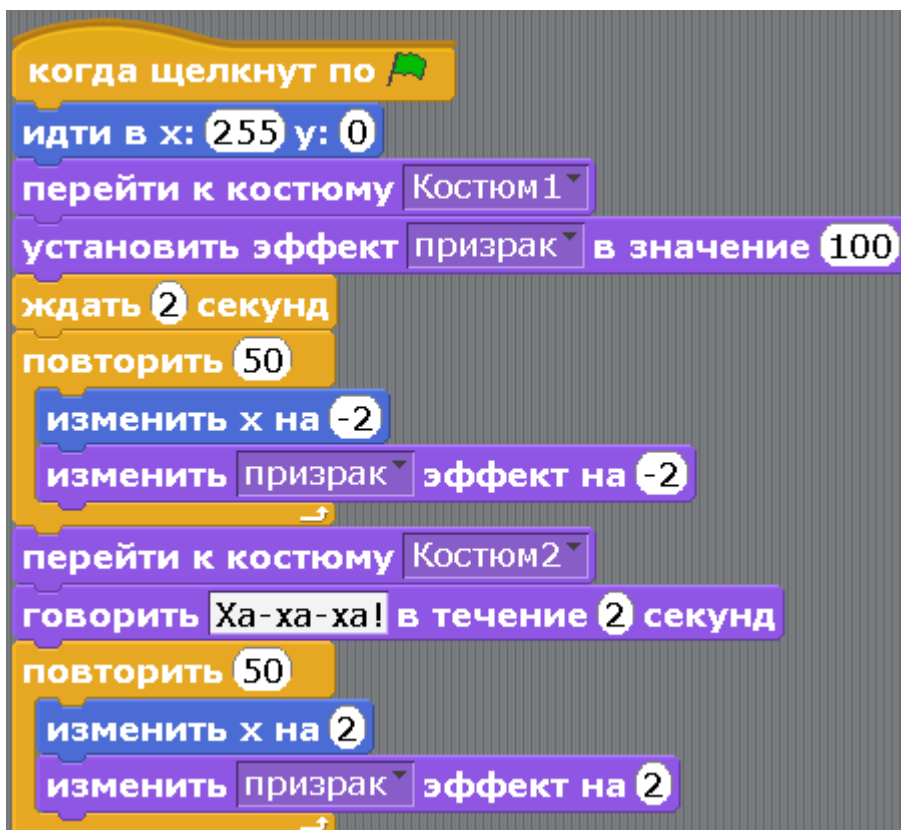 когда щелкнут по
идти в x: 255 y: 0
перейти к костюму Костюм1
установить эффект призрак в значение 100
ждать 2 секунд
повторить 50
изменить x на -2
изменить призрак эффект на -2
перейти к костюму Костюм2
говорить Ха-ха-ха! в течение 2 секунд
повторить 50
изменить x на 2
изменить призрак эффект на 2